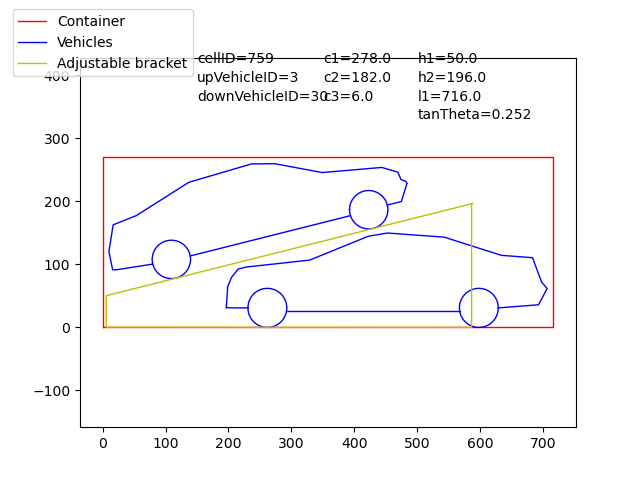 Container
Vehicles
Adjustable bracket
cellID=759 c1=278.0 h1=50.0
upVehicleID=3 c2=182.0 h2=196.0
downVehicleID=30 c3=6.0 l1=716.0
tanTheta=0.252
400
300
200
100
0
−100
0 100 200 300 400 500 600 700